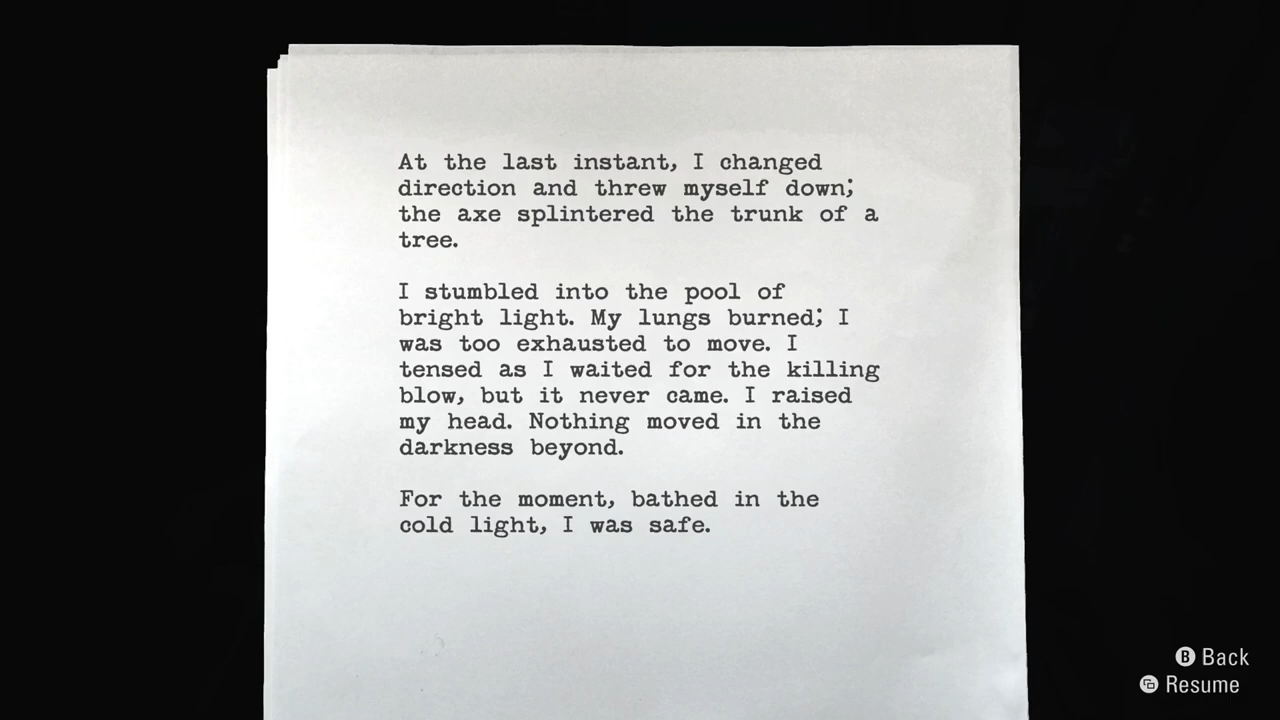 At the last instant, I changed
direction and threw myself down;
the axe splintered the trunk of a
tree.
I stumbled into the pool of
bright light. My lungs burned; I
was too exhausted to move. I
tensed as I waited for the killing
blow, but it never came. I raised
my head. Nothing moved in the
darkness beyond.
For the moment, bathed in the
cold light, I was safe.
B Back
Resume